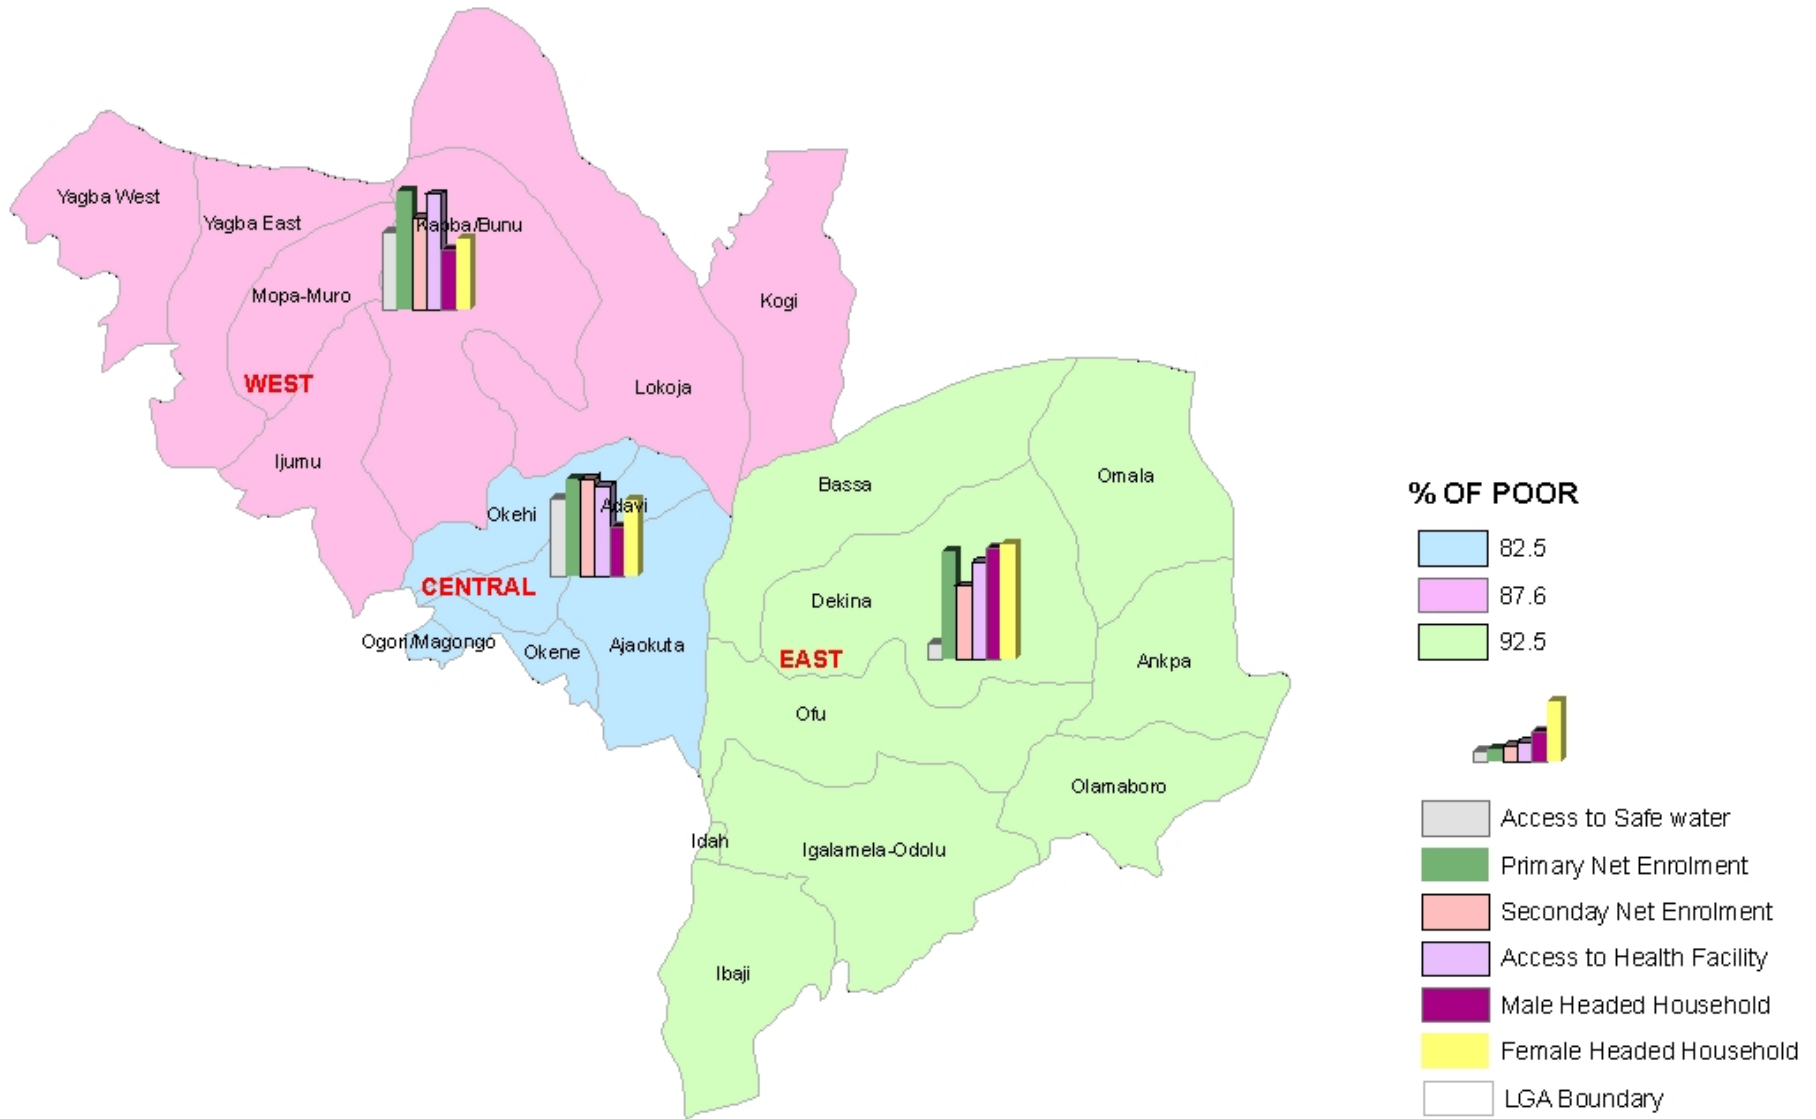 Yagba West
Yagba East
Kabba/Bunu
Mopa-Muro
Kogi
WEST
Lokoja
Ijumu
Bassa
Omala
Okehi
Adavi
CENTRAL
Dekina
Ogori/Magongo
Okene
Ajaokuta
EAST
Ankpa
Ofu
Olamaboro
Idah
Igalamela-Odolu
Ibaji
% OF POOR
82.5
87.6
92.5
Access to Safe water
Primary Net Enrolment
Seconday Net Enrolment
Access to Health Facility
Male Headed Household
Female Headed Household
LGA Boundary